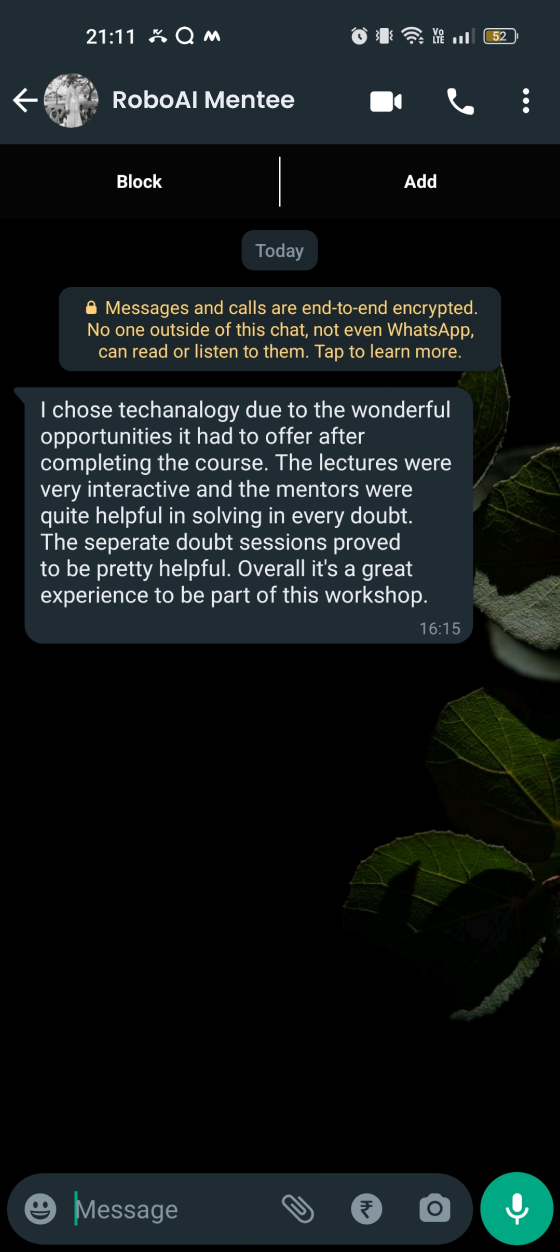 21:11
Vo
LTE
52
RoboAI Mentee
Block
Add
Today
Messages and calls are end-to-end encrypted.
No one outside of this chat, not even WhatsApp,
can read or listen to them. Tap to learn more.
I chose techanalogy due to the wonderful
opportunities it had to offer after
completing the course. The lectures were
very interactive and the mentors were
quite helpful in solving in every doubt.
The seperate doubt sessions proved
to be pretty helpful. Overall it's a great
experience to be part of this workshop.
16:15
Message
₹